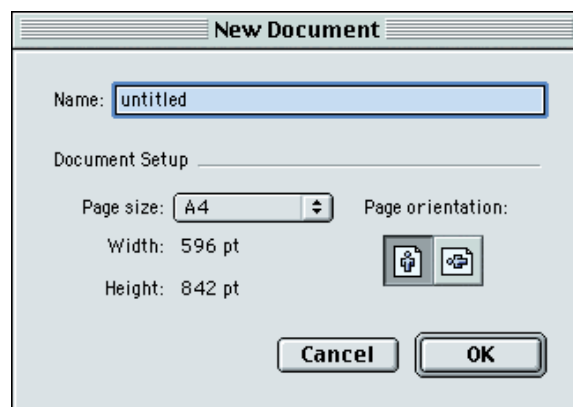 New Document
Name: untitled
Document Setup
Page size: A4 Page orientation:
Width: 596 pt
Height: 842 pt
Cancel OK